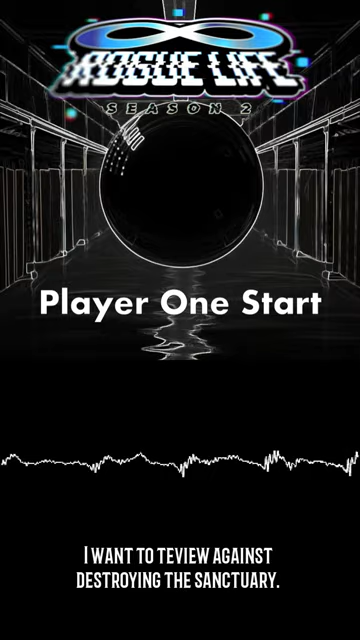 ROGUE LIFE
SEASON 2
Player One Start
I WANT TO TEVIEW AGAINST
DESTROYING THE SANCTUARY.